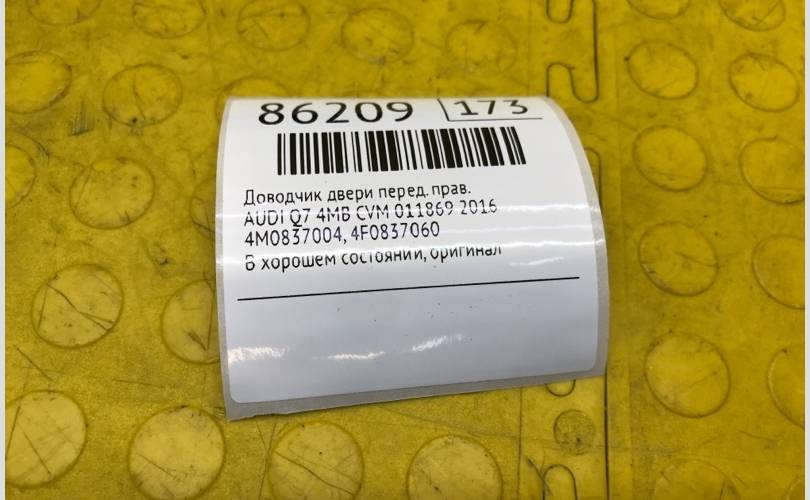 86209 173
Доводчик двери перед. прав.
AUDI Q7 4MB CVM 011869 2016
4M0837004, 4F0837060
В хорошем состоянии, оригинал